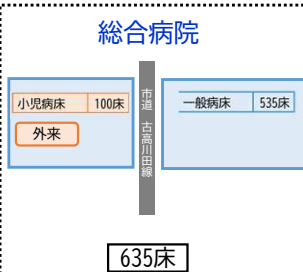 総合病院
小児病床 100床
外来
市道 古高川田線
一般病床 535床
635床